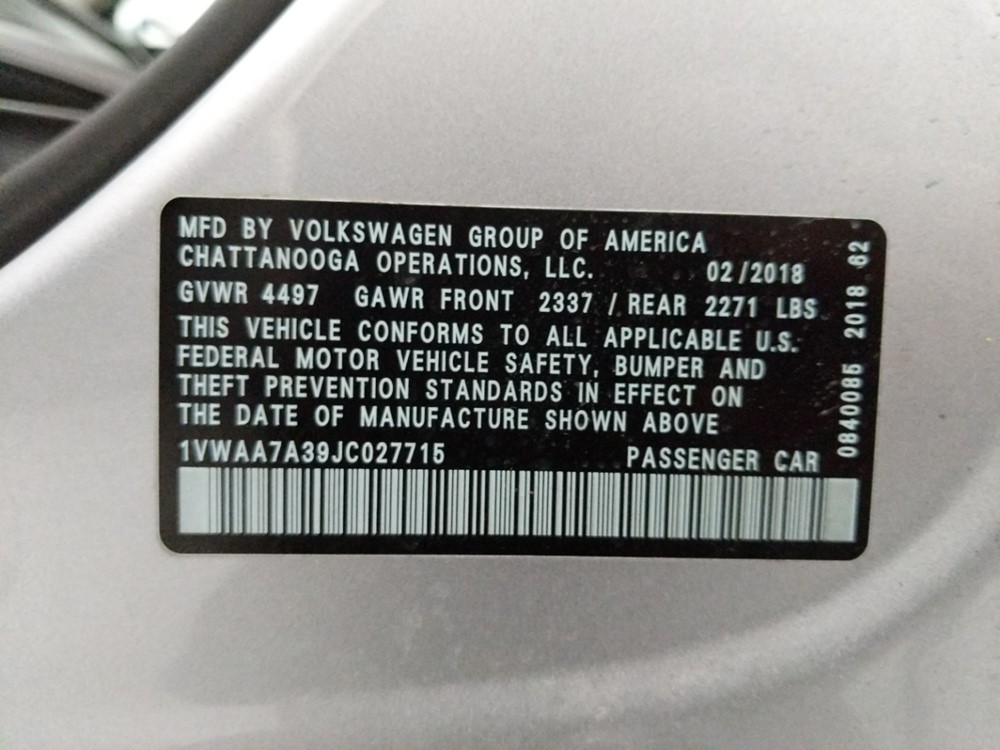 MFD BY VOLKSWAGEN GROUP OF AMERICA
CHATTANOOGA OPERATIONS, LLC. 02/2018
GVWR 4497 GAWR FRONT 2337 / REAR 2271 LBS
THIS VEHICLE CONFORMS TO ALL APPLICABLE U.S.
FEDERAL MOTOR VEHICLE SAFETY, BUMPER AND
THEFT PREVENTION STANDARDS IN EFFECT ON
THE DATE OF MANUFACTURE SHOWN ABOVE
1VWAA7A39JC027715 PASSENGER CAR
0840085 2018 62